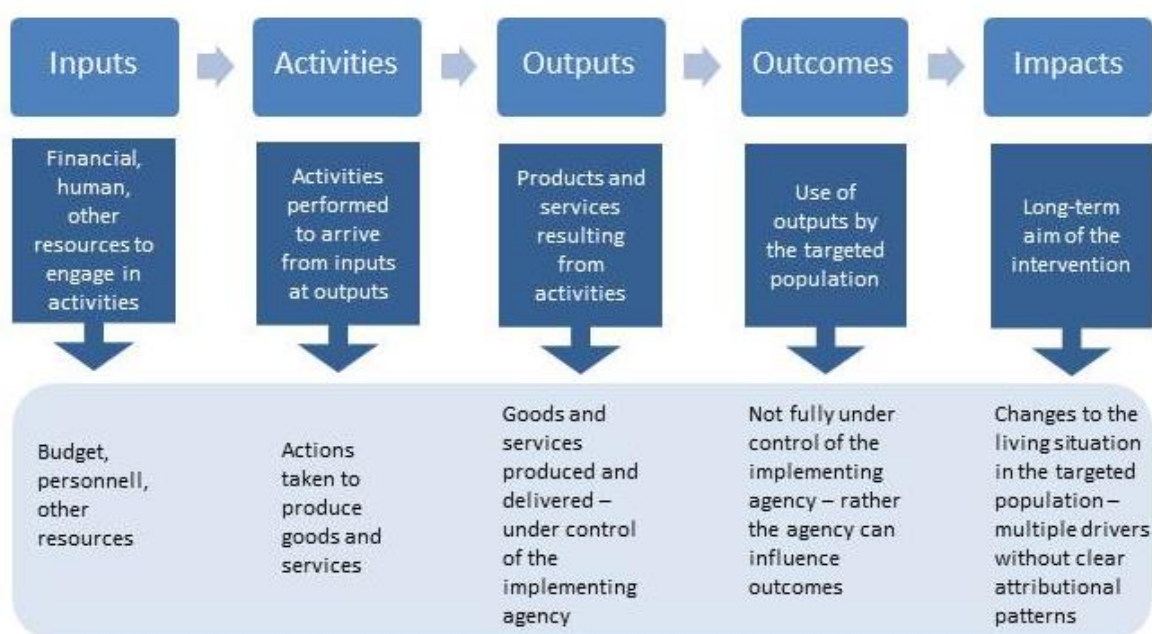 Inputs
Activities
Outputs
Outcomes
Impacts
Financial,
human,
other
resources to
engage in
activities
Activities
performed
to arrive
from inputs
at outputs
Products and
services
resulting
from
activities
Use of
outputs by
the targeted
population
Long-term
aim of the
intervention
Budget,
personnell,
other
resources
Actions
taken to
produce
goods and
services
Goods and
services
produced and
delivered –
under control
of the
implementing
agency
Not fully under
control of the
implementing
agency – rather
the agency can
influence
outcomes
Changes to the
living situation
in the targeted
population –
multiple drivers
without clear
attributional
patterns